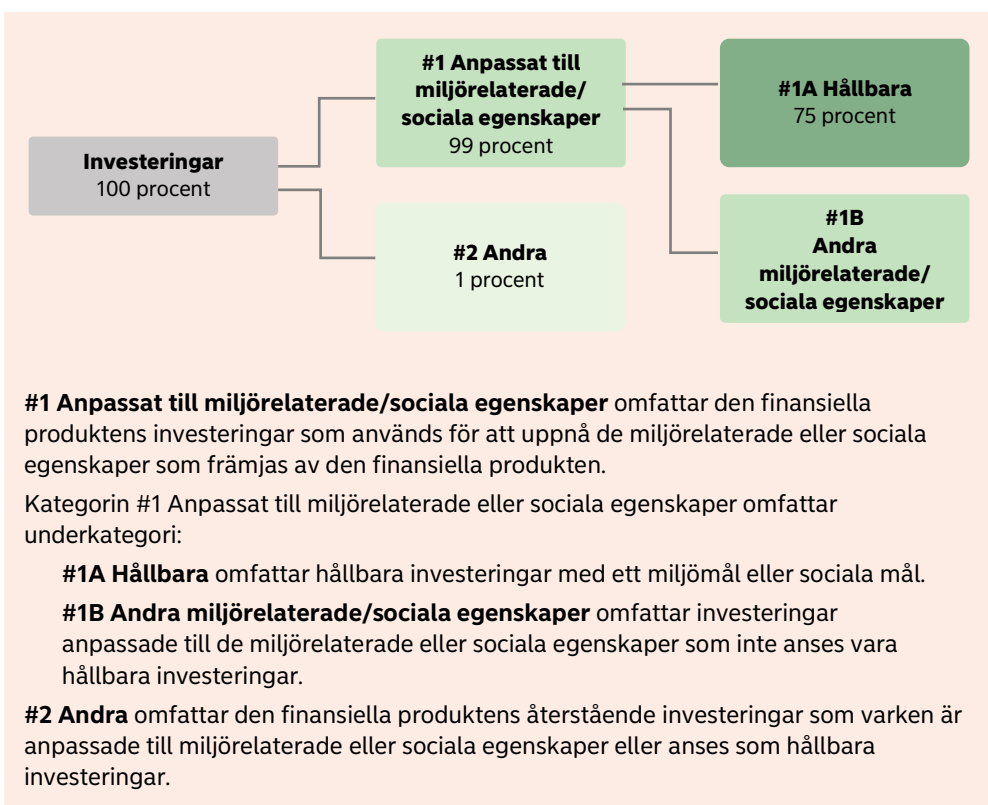 #1 Anpassat till
miljörelaterade/
sociala egenskaper
99 procent
#1A Hållbara
75 procent
Investeringar
100 procent
#2 Andra
1 procent
#1B
Andra
miljörelaterade/
sociala egenskaper
#1 Anpassat till miljörelaterade/sociala egenskaper omfattar den finansiella
produktens investeringar som används för att uppnå de miljörelaterade eller sociala
egenskaper som främjas av den finansiella produkten.
Kategorin #1 Anpassat till miljörelaterade eller sociala egenskaper omfattar
underkategori:
#1A Hållbara omfattar hållbara investeringar med ett miljömål eller sociala mål.
#1B Andra miljörelaterade/sociala egenskaper omfattar investeringar
anpassade till de miljörelaterade eller sociala egenskaper som inte anses vara
hållbara investeringar.
#2 Andra omfattar den finansiella produktens återstående investeringar som varken är
anpassade till miljörelaterade eller sociala egenskaper eller anses som hållbara
investeringar.